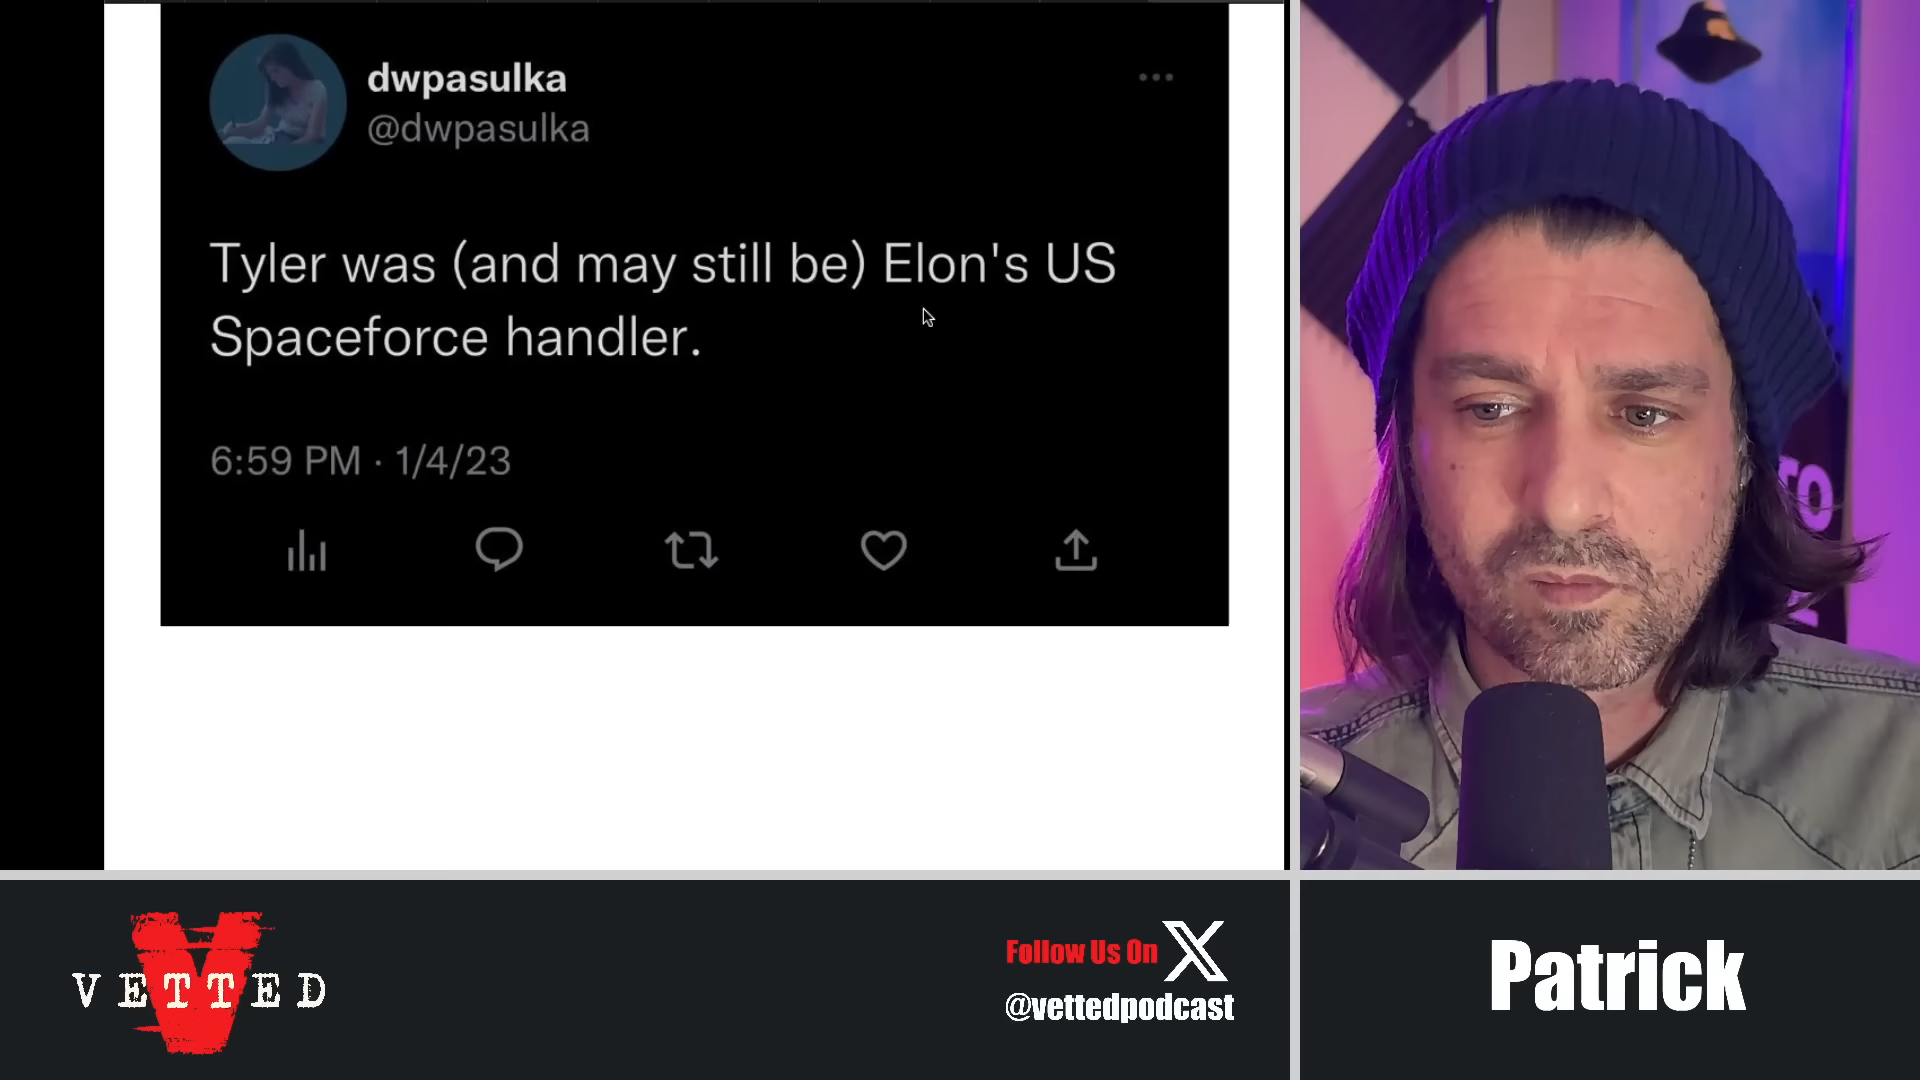 dwpasulka
@dwpasulka
Tyler was (and may still be) Elon's US
Spaceforce handler.
6:59 PM · 1/4/23
VETTED
Follow Us On X
@vettedpodcast
Patrick